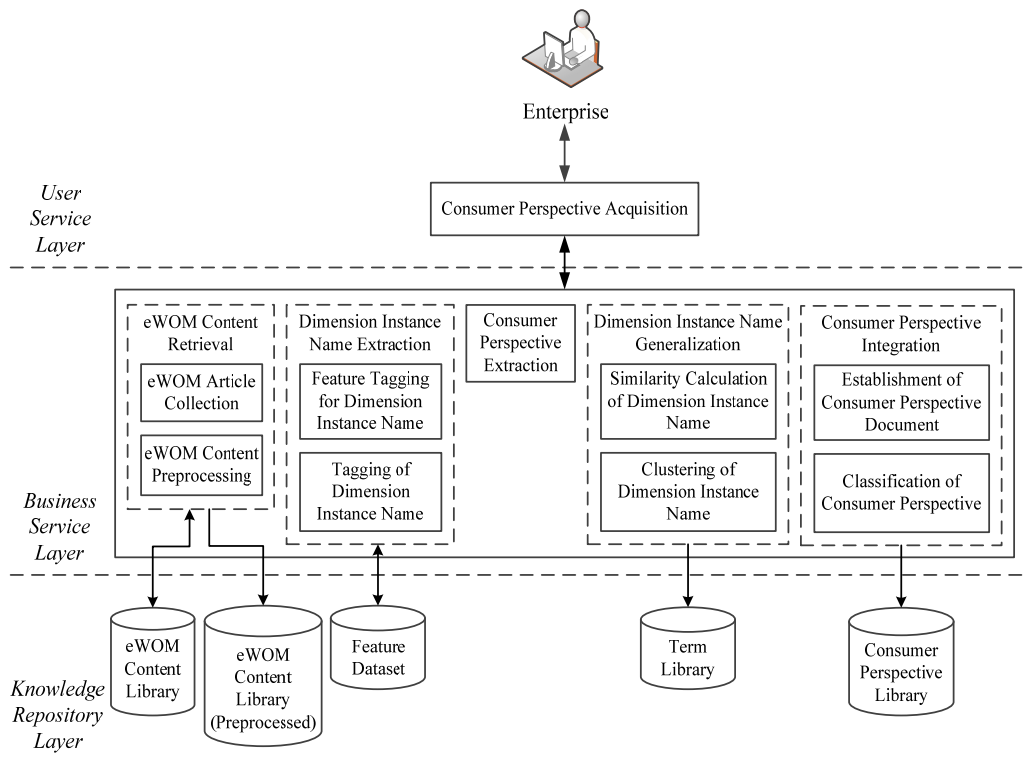 Enterprise
User
Service
Layer
Consumer Perspective Acquisition
Business
Service
Layer
eWOM Content
Retrieval
eWOM Article
Collection
eWOM Content
Preprocessing
Dimension Instance
Name Extraction
Feature Tagging
for Dimension
Instance Name
Tagging of
Dimension
Instance Name
Consumer
Perspective
Extraction
Dimension Instance Name
Generalization
Similarity Calculation
of Dimension Instance
Name
Clustering of
Dimension Instance
Name
Consumer Perspective
Integration
Establishment of
Consumer Perspective
Document
Classification of
Consumer Perspective
Knowledge
Repository
Layer
eWOM
Content
Library
eWOM
Content
Library
(Preprocessed)
Feature
Dataset
Term
Library
Consumer
Perspective
Library